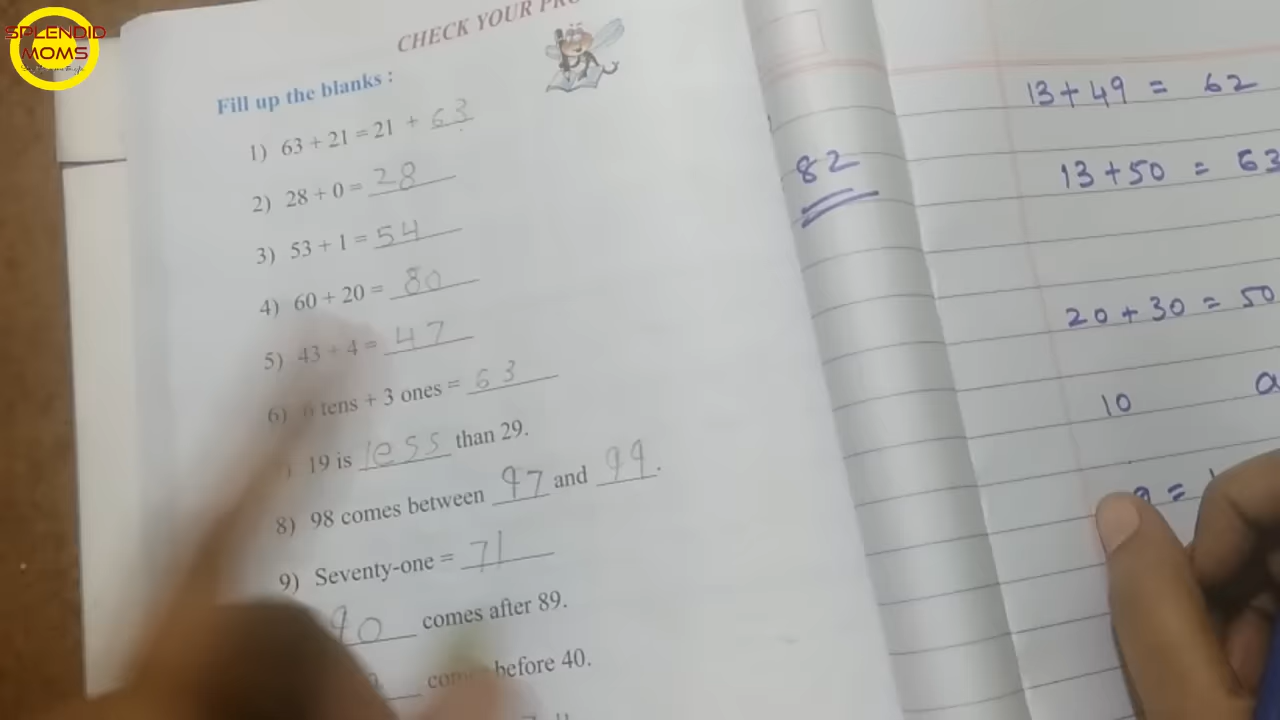 SPLENDID
MOMS
CHECK YOUR
Fill up the blanks :
1) 63 + 21 = 21 + 63
2) 28 + 0 = 28
3) 53 + 1 = 54
4) 60 + 20 = 80
5) 43 + 4 = 47
6) 6 tens + 3 ones = 63
19 is less than 29.
8) 98 comes between 97 and 99.
9) Seventy-one = 71
90 comes after 89.
before 40.
82
13 + 49 = 62
13 + 50 = 63
20 + 30 = 50
10